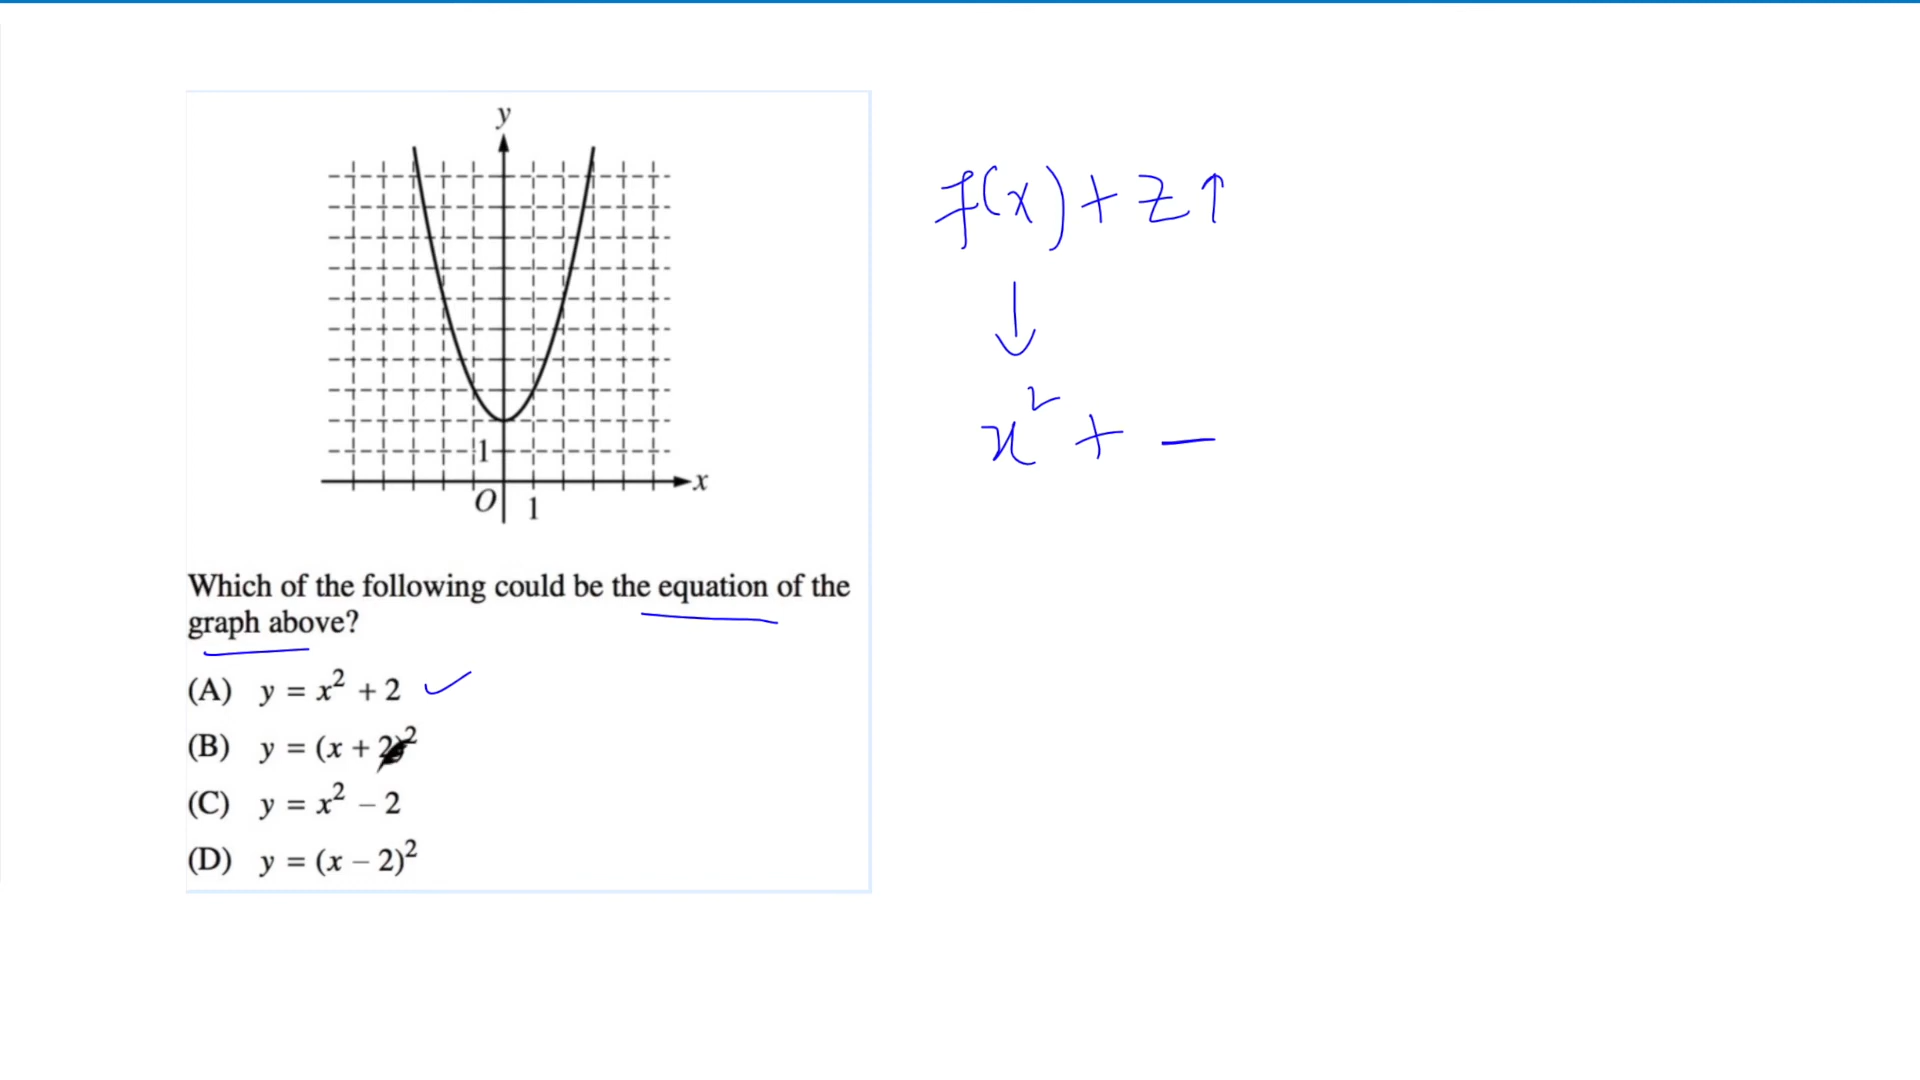 y
1
x
O 1
Which of the following could be the equation of the
graph above?
(A) y = x² + 2 ✓
(B) y = (x + 2)²
(C) y = x² − 2
(D) y = (x − 2)²
f(x) + 2 ↑
↓
x² + —